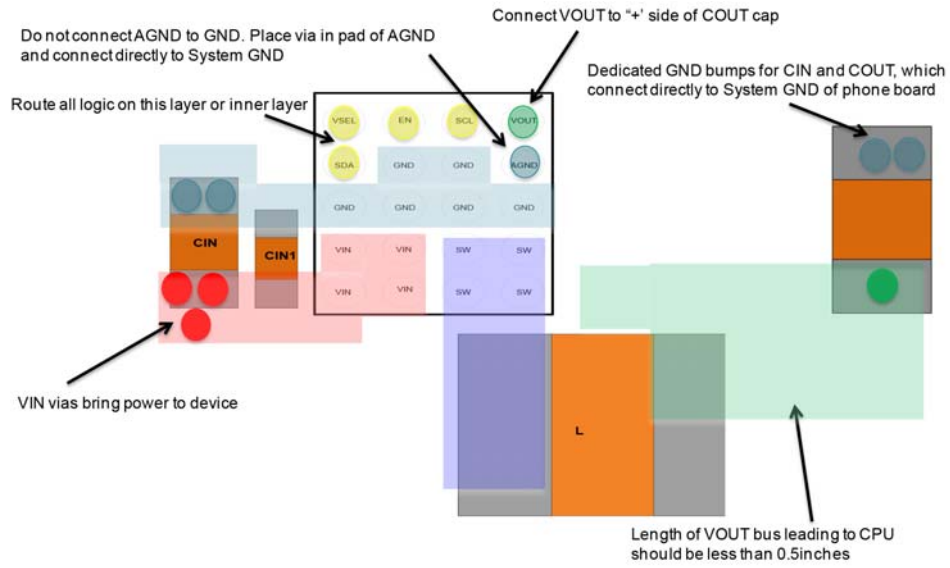 Connect VOUT to “+’ side of COUT cap
Do not connect AGND to GND. Place via in pad of AGND
and connect directly to System GND
Dedicated GND bumps for CIN and COUT, which
connect directly to System GND of phone board
Route all logic on this layer or inner layer
VSEL EN SCL VOUT
SDA GND GND AGND
GND GND GND GND
CIN
CIN1
VIN VIN SW SW
VIN VIN SW SW
VIN vias bring power to device
L
Length of VOUT bus leading to CPU
should be less than 0.5inches